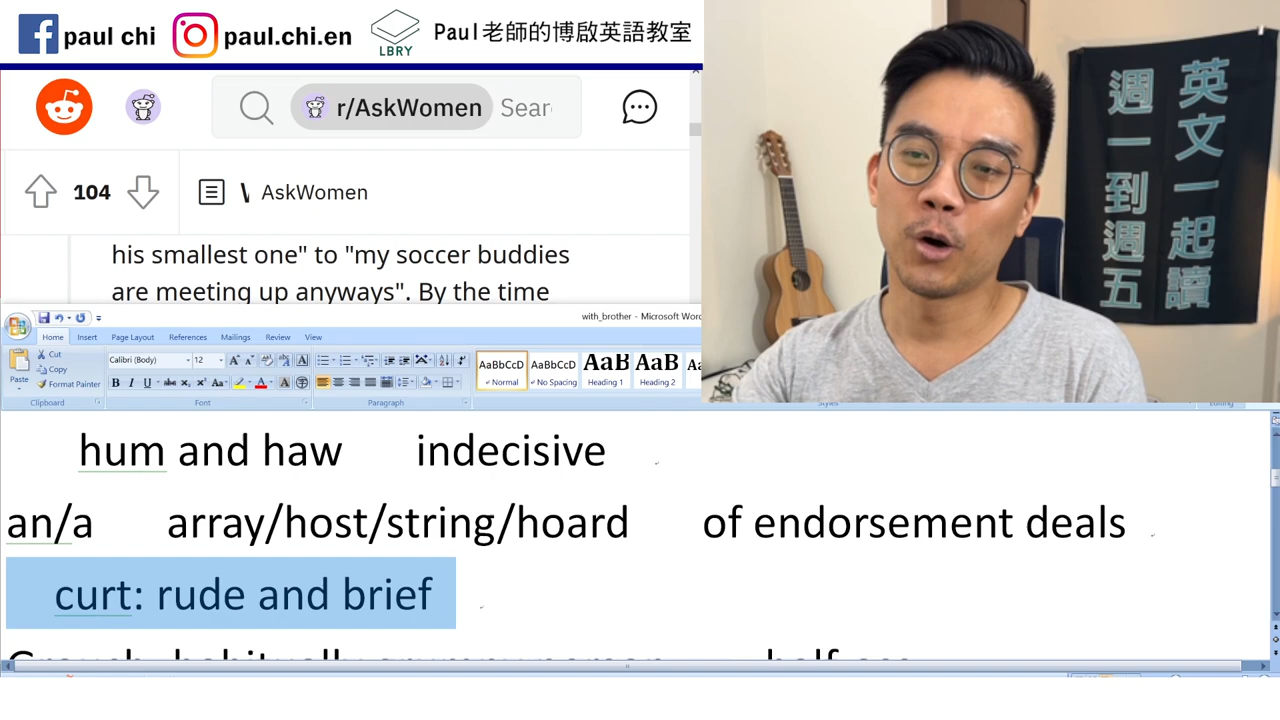 paul chi
paul.chi.en
LBRY
Paul老師的博啟英語教室
r/AskWomen
104
AskWomen
his smallest one" to "my soccer buddies
are meeting up anyways". By the time
with_brother - Microsoft Word
Home Insert Page Layout References Mailings Review View
Paste
Cut
Copy
Format Painter
Clipboard
Calibri (Body) 12
Font
Paragraph
AaBbCcD
Normal
AaBbCcD
No Spacing
AaBb
Heading 1
AaBb
Heading 2
Editing
hum and haw indecisive
an/a array/host/string/hoard of endorsement deals
curt: rude and brief
英文一起讀
週一到週五